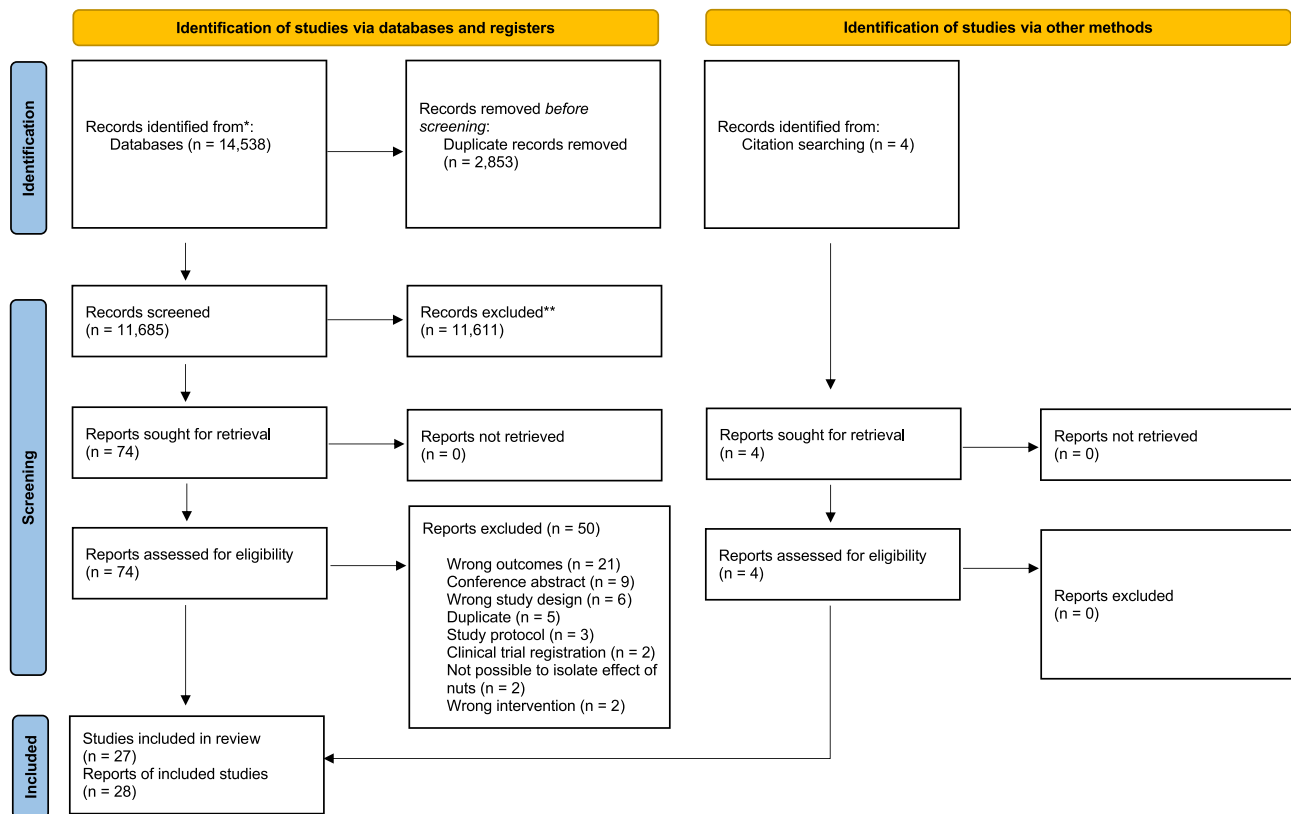 Identification of studies via databases and registers
Identification of studies via other methods
Identification
Records identified from*:
Databases (n = 14,538)
Records removed before
screening:
Duplicate records removed
(n = 2,853)
Records identified from:
Citation searching (n = 4)
Screening
Records screened
(n = 11,685)
Records excluded**
(n = 11,611)
Reports sought for retrieval
(n = 74)
Reports not retrieved
(n = 0)
Reports sought for retrieval
(n = 4)
Reports not retrieved
(n = 0)
Reports assessed for eligibility
(n = 74)
Reports excluded (n = 50)
Wrong outcomes (n = 21)
Conference abstract (n = 9)
Wrong study design (n = 6)
Duplicate (n = 5)
Study protocol (n = 3)
Clinical trial registration (n = 2)
Not possible to isolate effect of
nuts (n = 2)
Wrong intervention (n = 2)
Reports assessed for eligibility
(n = 4)
Reports excluded
(n = 0)
Included
Studies included in review
(n = 27)
Reports of included studies
(n = 28)